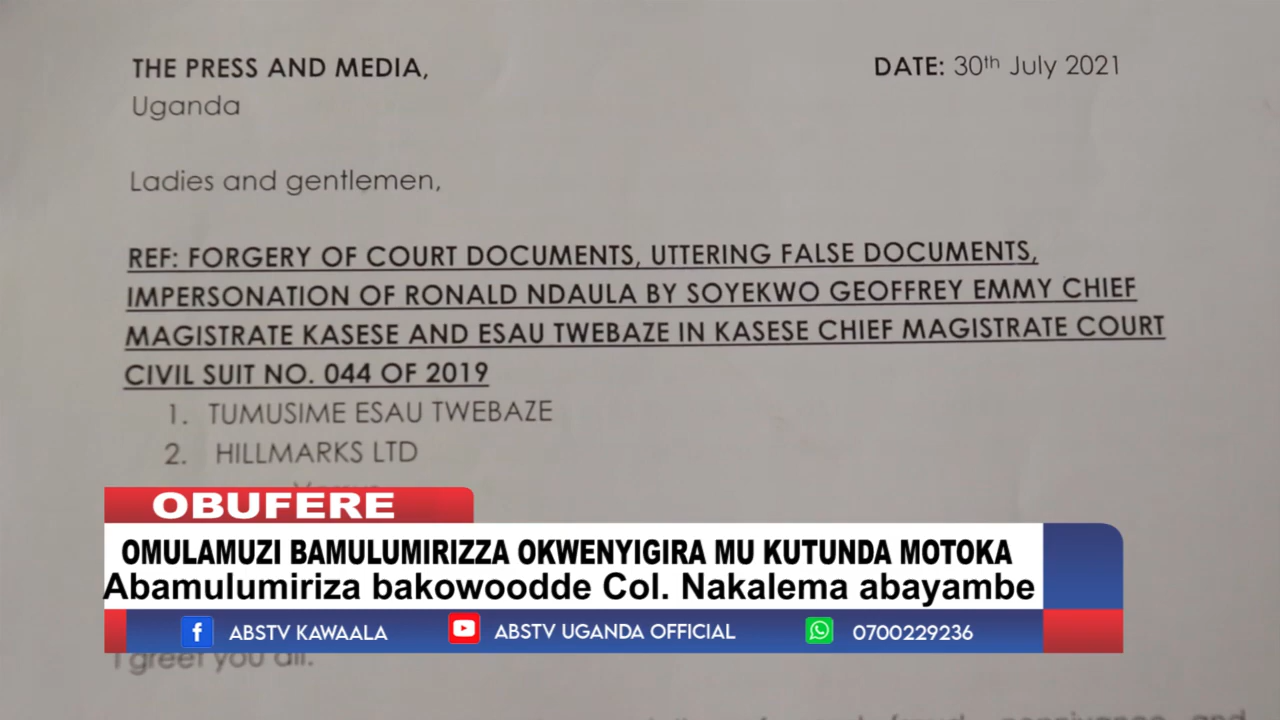 THE PRESS AND MEDIA,
DATE: 30th July 2021
Uganda
Ladies and gentlemen,
REF: FORGERY OF COURT DOCUMENTS, UTTERING FALSE DOCUMENTS,
IMPERSONATION OF RONALD NDAULA BY SOYEKWO GEOFFREY EMMY CHIEF
MAGISTRATE KASESE AND ESAU TWEBAZE IN KASESE CHIEF MAGISTRATE COURT
CIVIL SUIT NO. 044 OF 2019
1. TUMUSIME ESAU TWEBAZE
2. HILLMARKS LTD
OBUFERE
OMULAMUZI BAMULUMIRIZZA OKWENYIGIRA MU KUTUNDA MOTOKA
Abamulumiriza bakowoodde Col. Nakalema abayambe
ABSTV KAWAALA
ABSTV UGANDA OFFICIAL
0700229236
I greet you all.